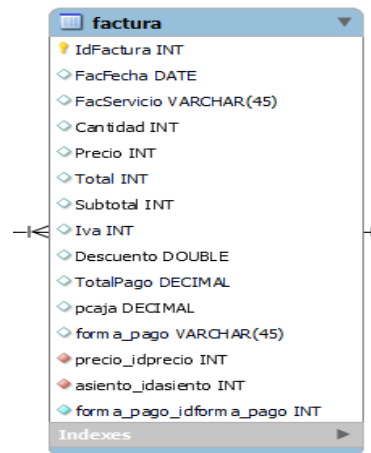 factura
IdFactura INT
FacFecha DATE
FacServicio VARCHAR(45)
Cantidad INT
Precio INT
Total INT
Subtotal INT
Iva INT
Descuento DOUBLE
TotalPago DECIMAL
pcaja DECIMAL
forma_pago VARCHAR(45)
precio_idprecio INT
asiento_idasiento INT
forma_pago_idforma_pago INT
Indexes